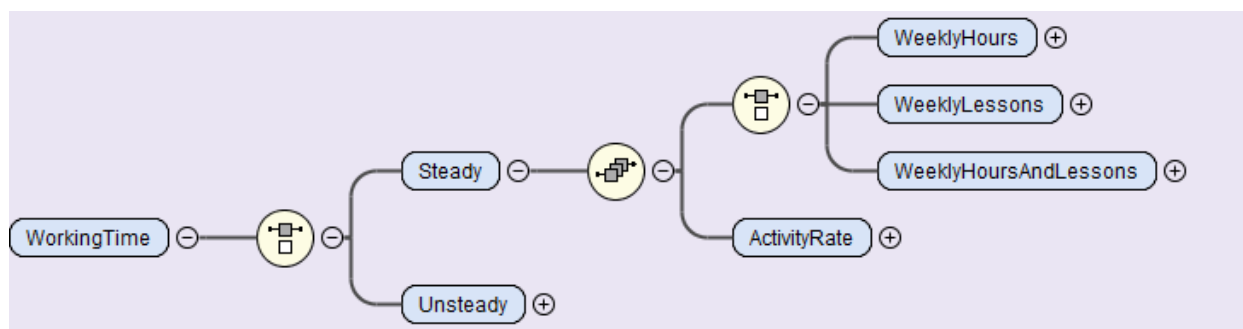 WeeklyHours
WeeklyLessons
Steady
WeeklyHoursAndLessons
WorkingTime
ActivityRate
Unsteady